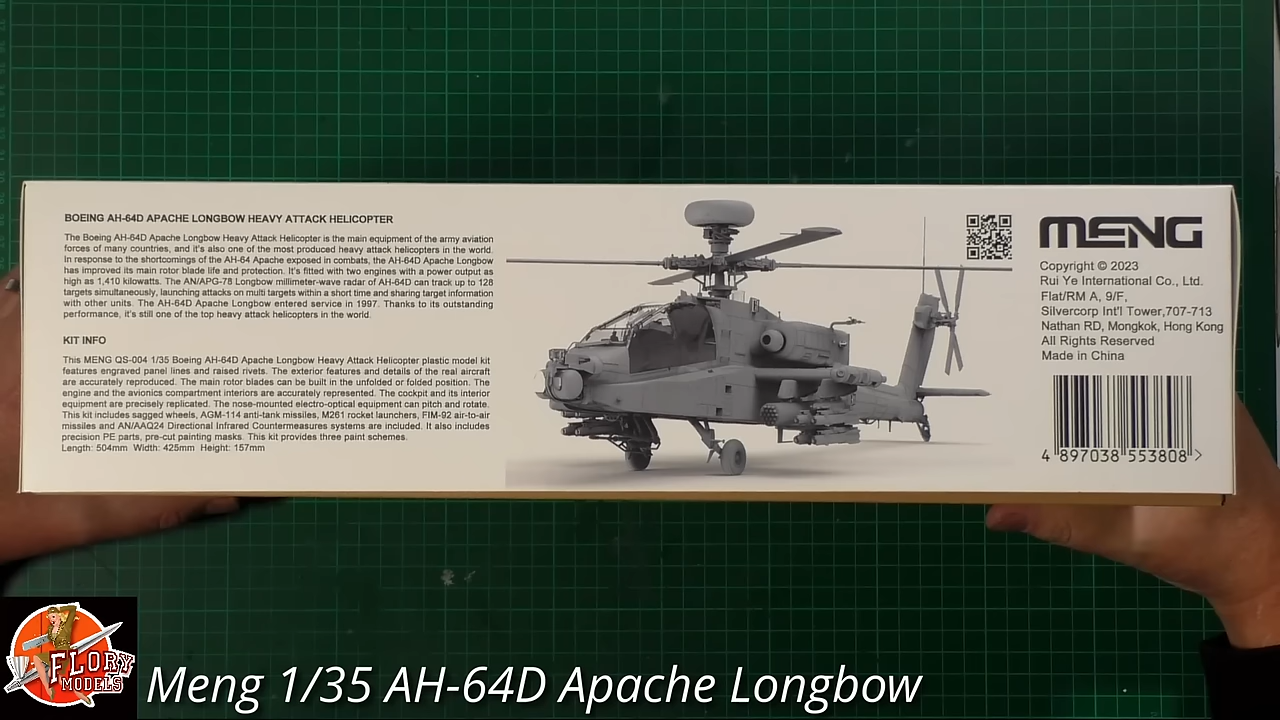 BOEING AH-64D APACHE LONGBOW HEAVY ATTACK HELICOPTER
The Boeing AH-64D Apache Longbow Heavy Attack Helicopter is the main equipment of the army aviation
forces of many countries, and it's also one of the most produced heavy attack helicopters in the world.
In response to the shortcomings of the AH-64 Apache exposed in combats, the AH-64D Apache Longbow
has improved its main rotor blade life and protection. It's fitted with two engines with a power output as
high as 1,410 kilowatts. The AN/APG-78 Longbow millimeter-wave radar of AH-64D can track up to 128
targets simultaneously, launching attacks on multi targets within a short time and sharing target information
with other units. The AH-64D Apache Longbow entered service in 1997. Thanks to its outstanding
performance, it's still one of the top heavy attack helicopters in the world.
KIT INFO
This MENG QS-004 1/35 Boeing AH-64D Apache Longbow Heavy Attack Helicopter plastic model kit
features engraved panel lines and raised rivets. The exterior features and details of the real aircraft
are accurately reproduced. The main rotor blades can be built in the unfolded or folded position. The
engine and the avionics compartment interiors are accurately represented. The cockpit and its interior
equipment are precisely replicated. The nose-mounted electro-optical equipment can pitch and rotate.
This kit includes sagged wheels, AGM-114 anti-tank missiles, M261 rocket launchers, FIM-92 air-to-air
missiles and AN/AAQ24 Directional Infrared Countermeasures systems are included. It also includes
precision PE parts, pre-cut painting masks. This kit provides three paint schemes.
Length: 504mm Width: 425mm Height: 157mm
MENG
Copyright © 2023
Rui Ye International Co., Ltd.
Flat/RM A, 9/F,
Silvercorp Int'l Tower,707-713
Nathan RD, Mongkok, Hong Kong
All Rights Reserved
Made in China
4 897038 553808 >
FLORY
MODELS
Meng 1/35 AH-64D Apache Longbow